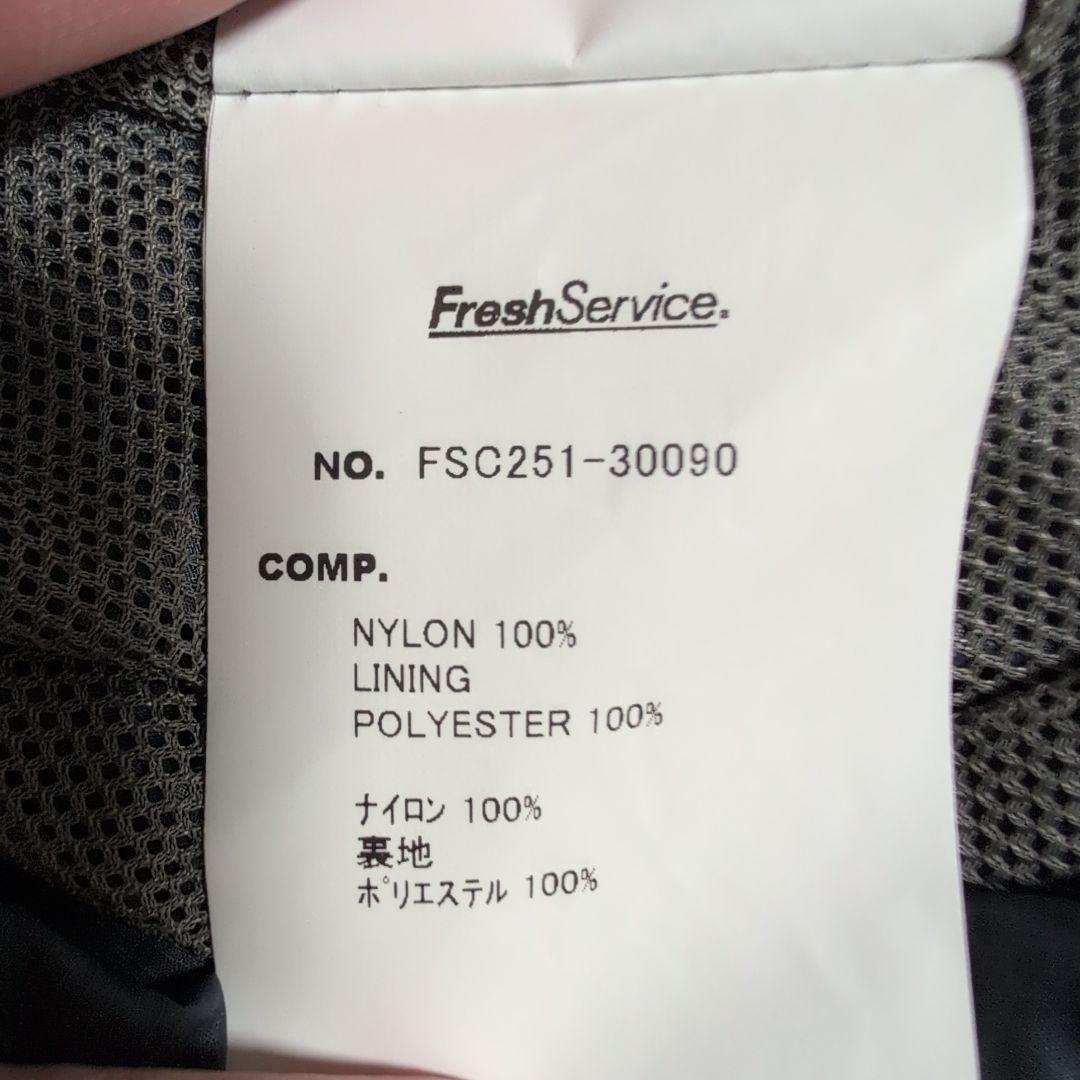 FreshService.
NO. FSC251-30090
COMP.
NYLON 100%
LINING
POLYESTER 100%
ナイロン 100%
裏地
ポリエステル 100%